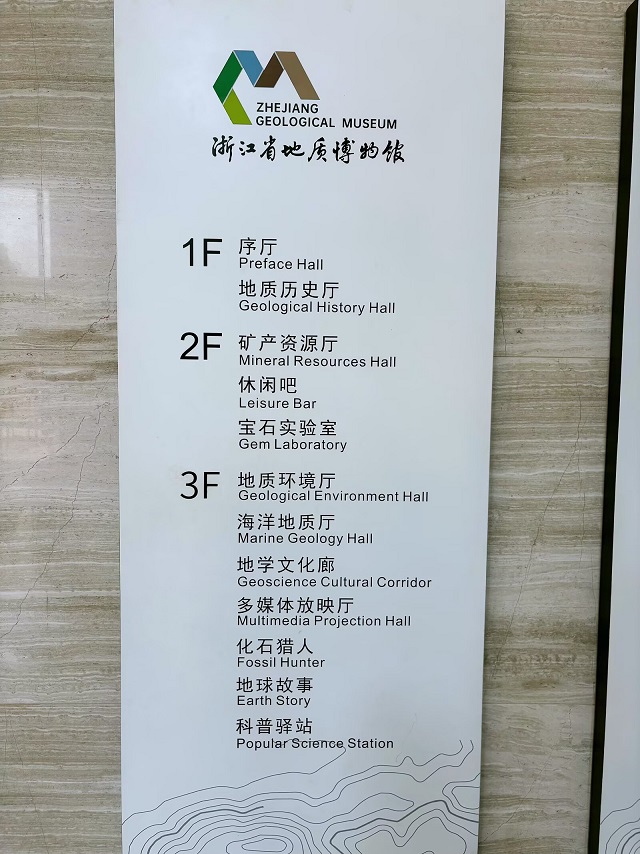 ZHEJIANG
GEOLOGICAL MUSEUM
浙江省地质博物馆
1F 序厅
Preface Hall
地质历史厅
Geological History Hall
2F 矿产资源厅
Mineral Resources Hall
休闲吧
Leisure Bar
宝石实验室
Gem Laboratory
3F 地质环境厅
Geological Environment Hall
海洋地质厅
Marine Geology Hall
地学文化廊
Geoscience Cultural Corridor
多媒体放映厅
Multimedia Projection Hall
化石猎人
Fossil Hunter
地球故事
Earth Story
科普驿站
Popular Science Station